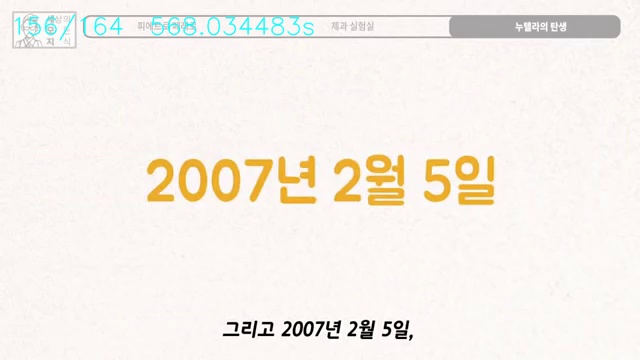 156/164 568.034483s
제과 실험실
누텔라의 탄생
2007년 2월 5일
그리고 2007년 2월 5일,